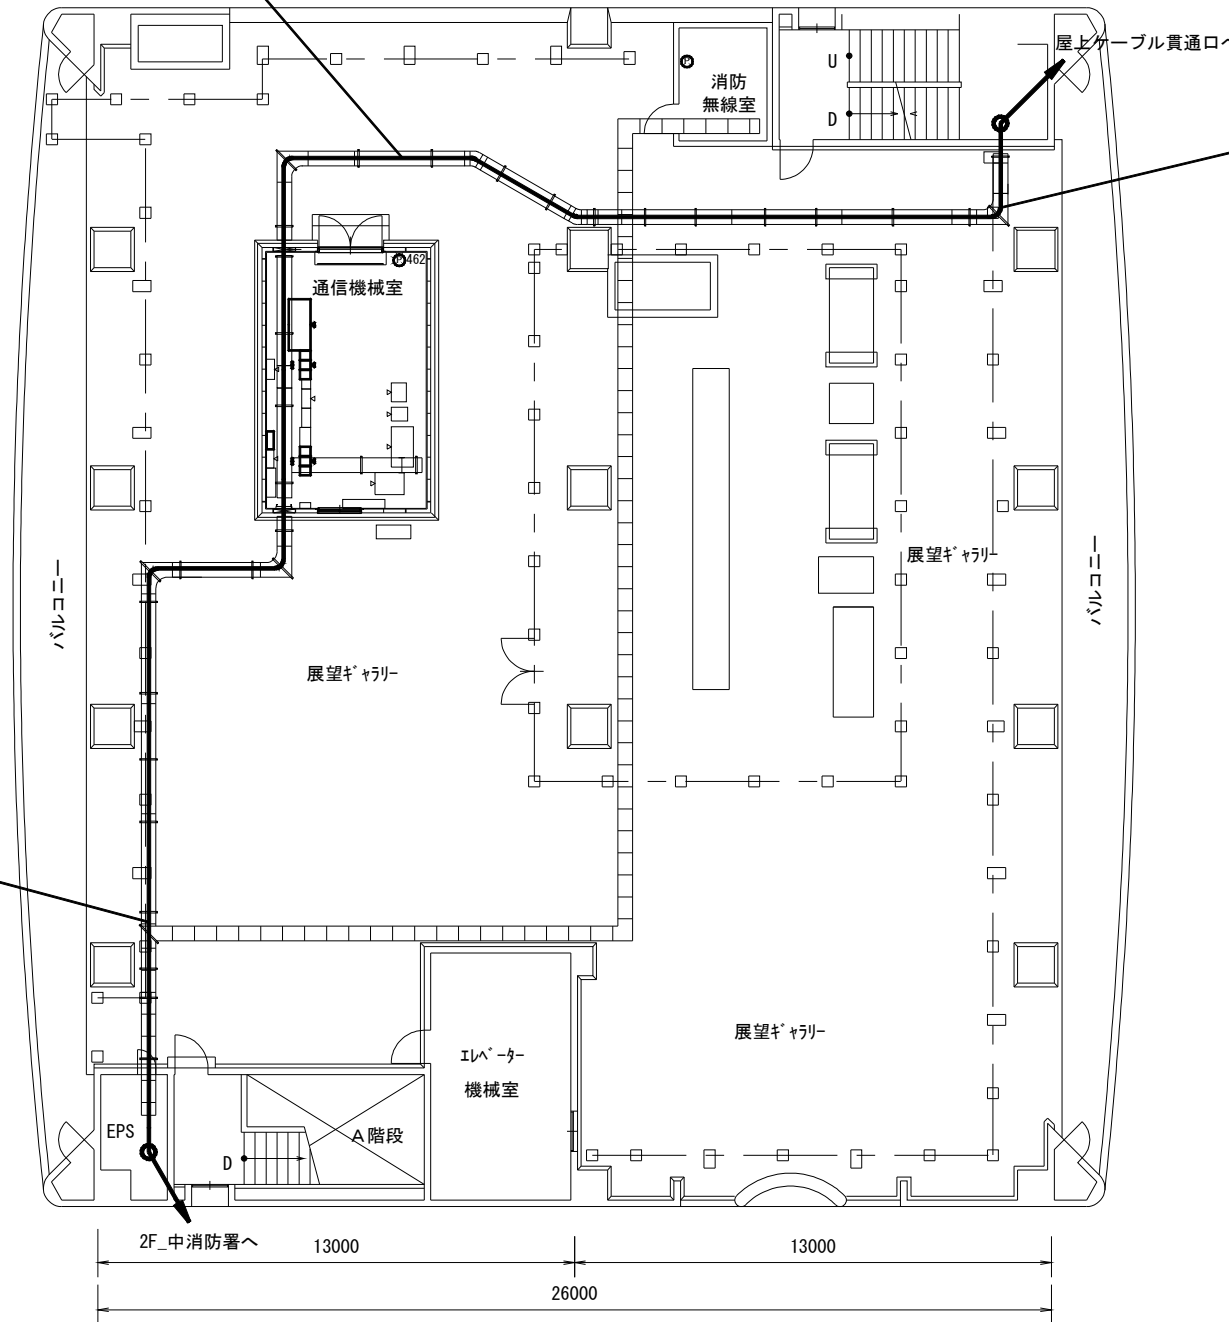 屋上ケーブル貫通口へ
U
消防
無線室
D
462
通信機械室
展望ギャラリー
バルコニー
バルコニー
展望ギャラリー
展望ギャラリー
エレベーター
機械室
EPS
A階段
D
2F_中消防署へ
13000
13000
26000